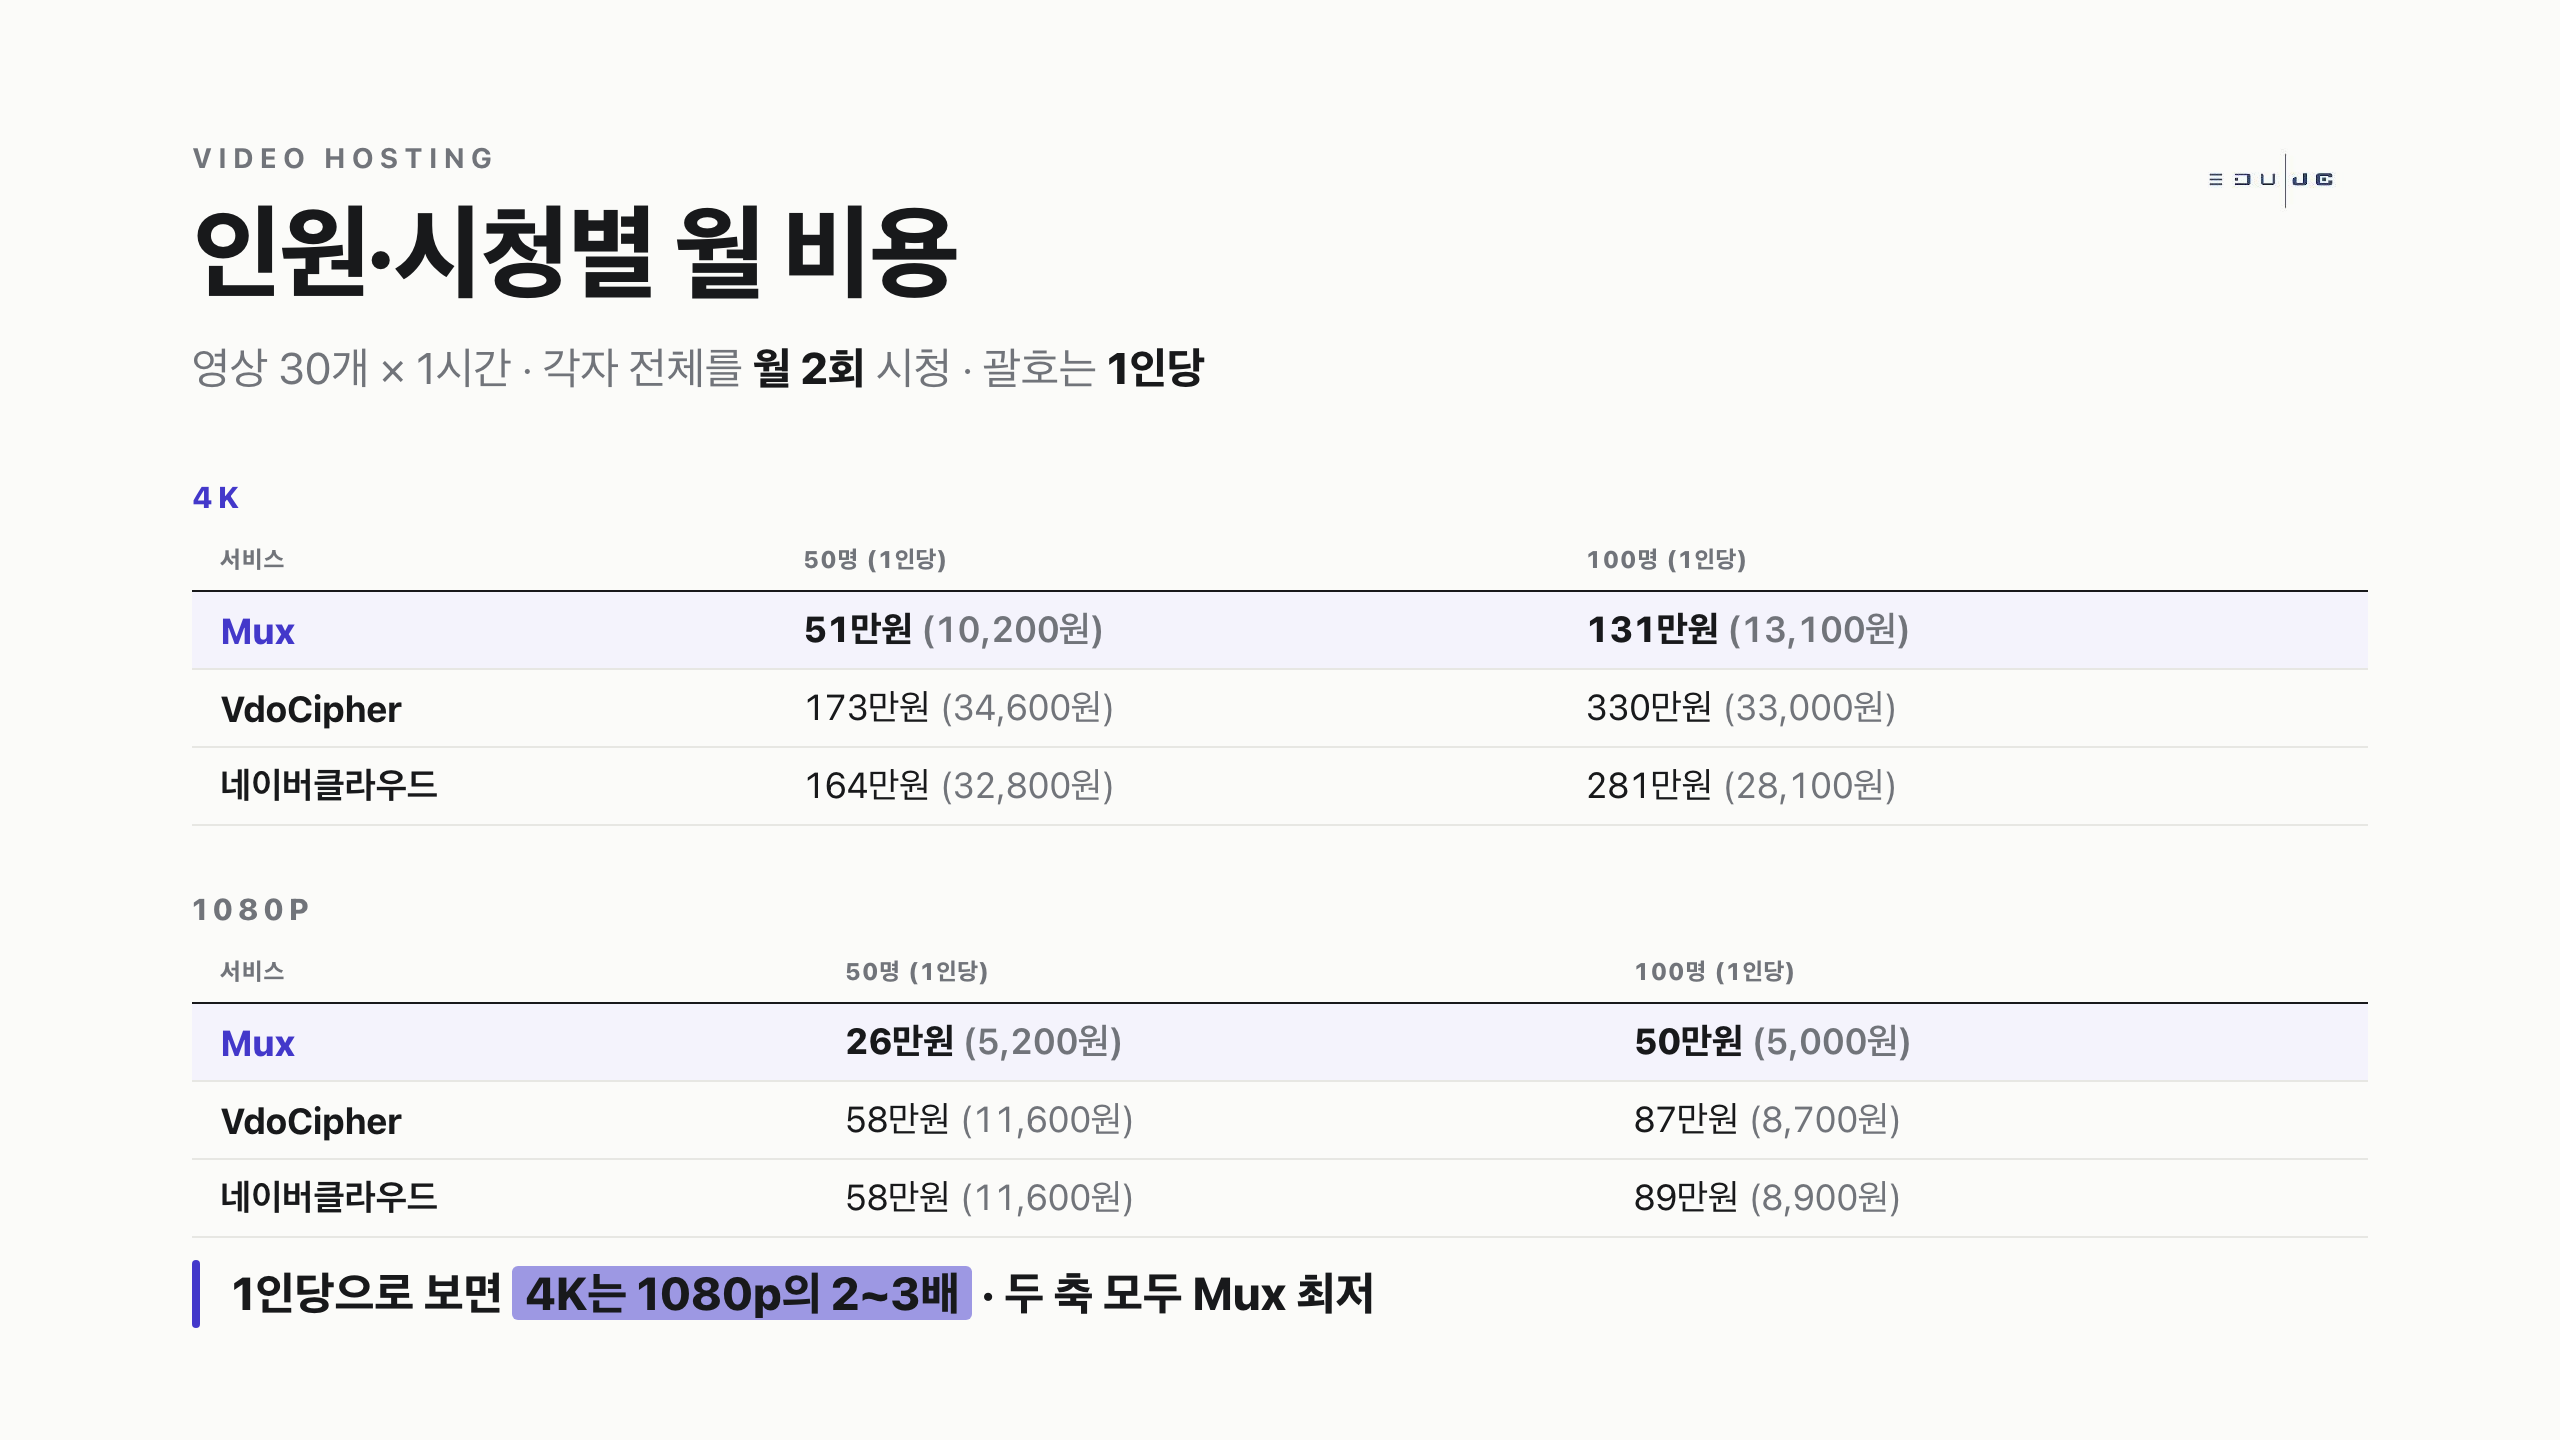 VIDEO HOSTING
EDU JG
인원·시청별 월 비용
영상 30개 × 1시간 · 각자 전체를 월 2회 시청 · 괄호는 1인당
4K
서비스 50명 (1인당) 100명 (1인당)
Mux 51만원 (10,200원) 131만원 (13,100원)
VdoCipher 173만원 (34,600원) 330만원 (33,000원)
네이버클라우드 164만원 (32,800원) 281만원 (28,100원)
1080P
서비스 50명 (1인당) 100명 (1인당)
Mux 26만원 (5,200원) 50만원 (5,000원)
VdoCipher 58만원 (11,600원) 87만원 (8,700원)
네이버클라우드 58만원 (11,600원) 89만원 (8,900원)
1인당으로 보면 4K는 1080p의 2~3배 · 두 축 모두 Mux 최저